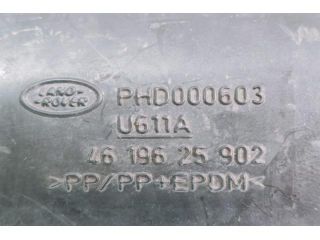 LAND-
-ROVER
PHD000603
U611A
46 196 25 902
>PP/PP+EPDM<